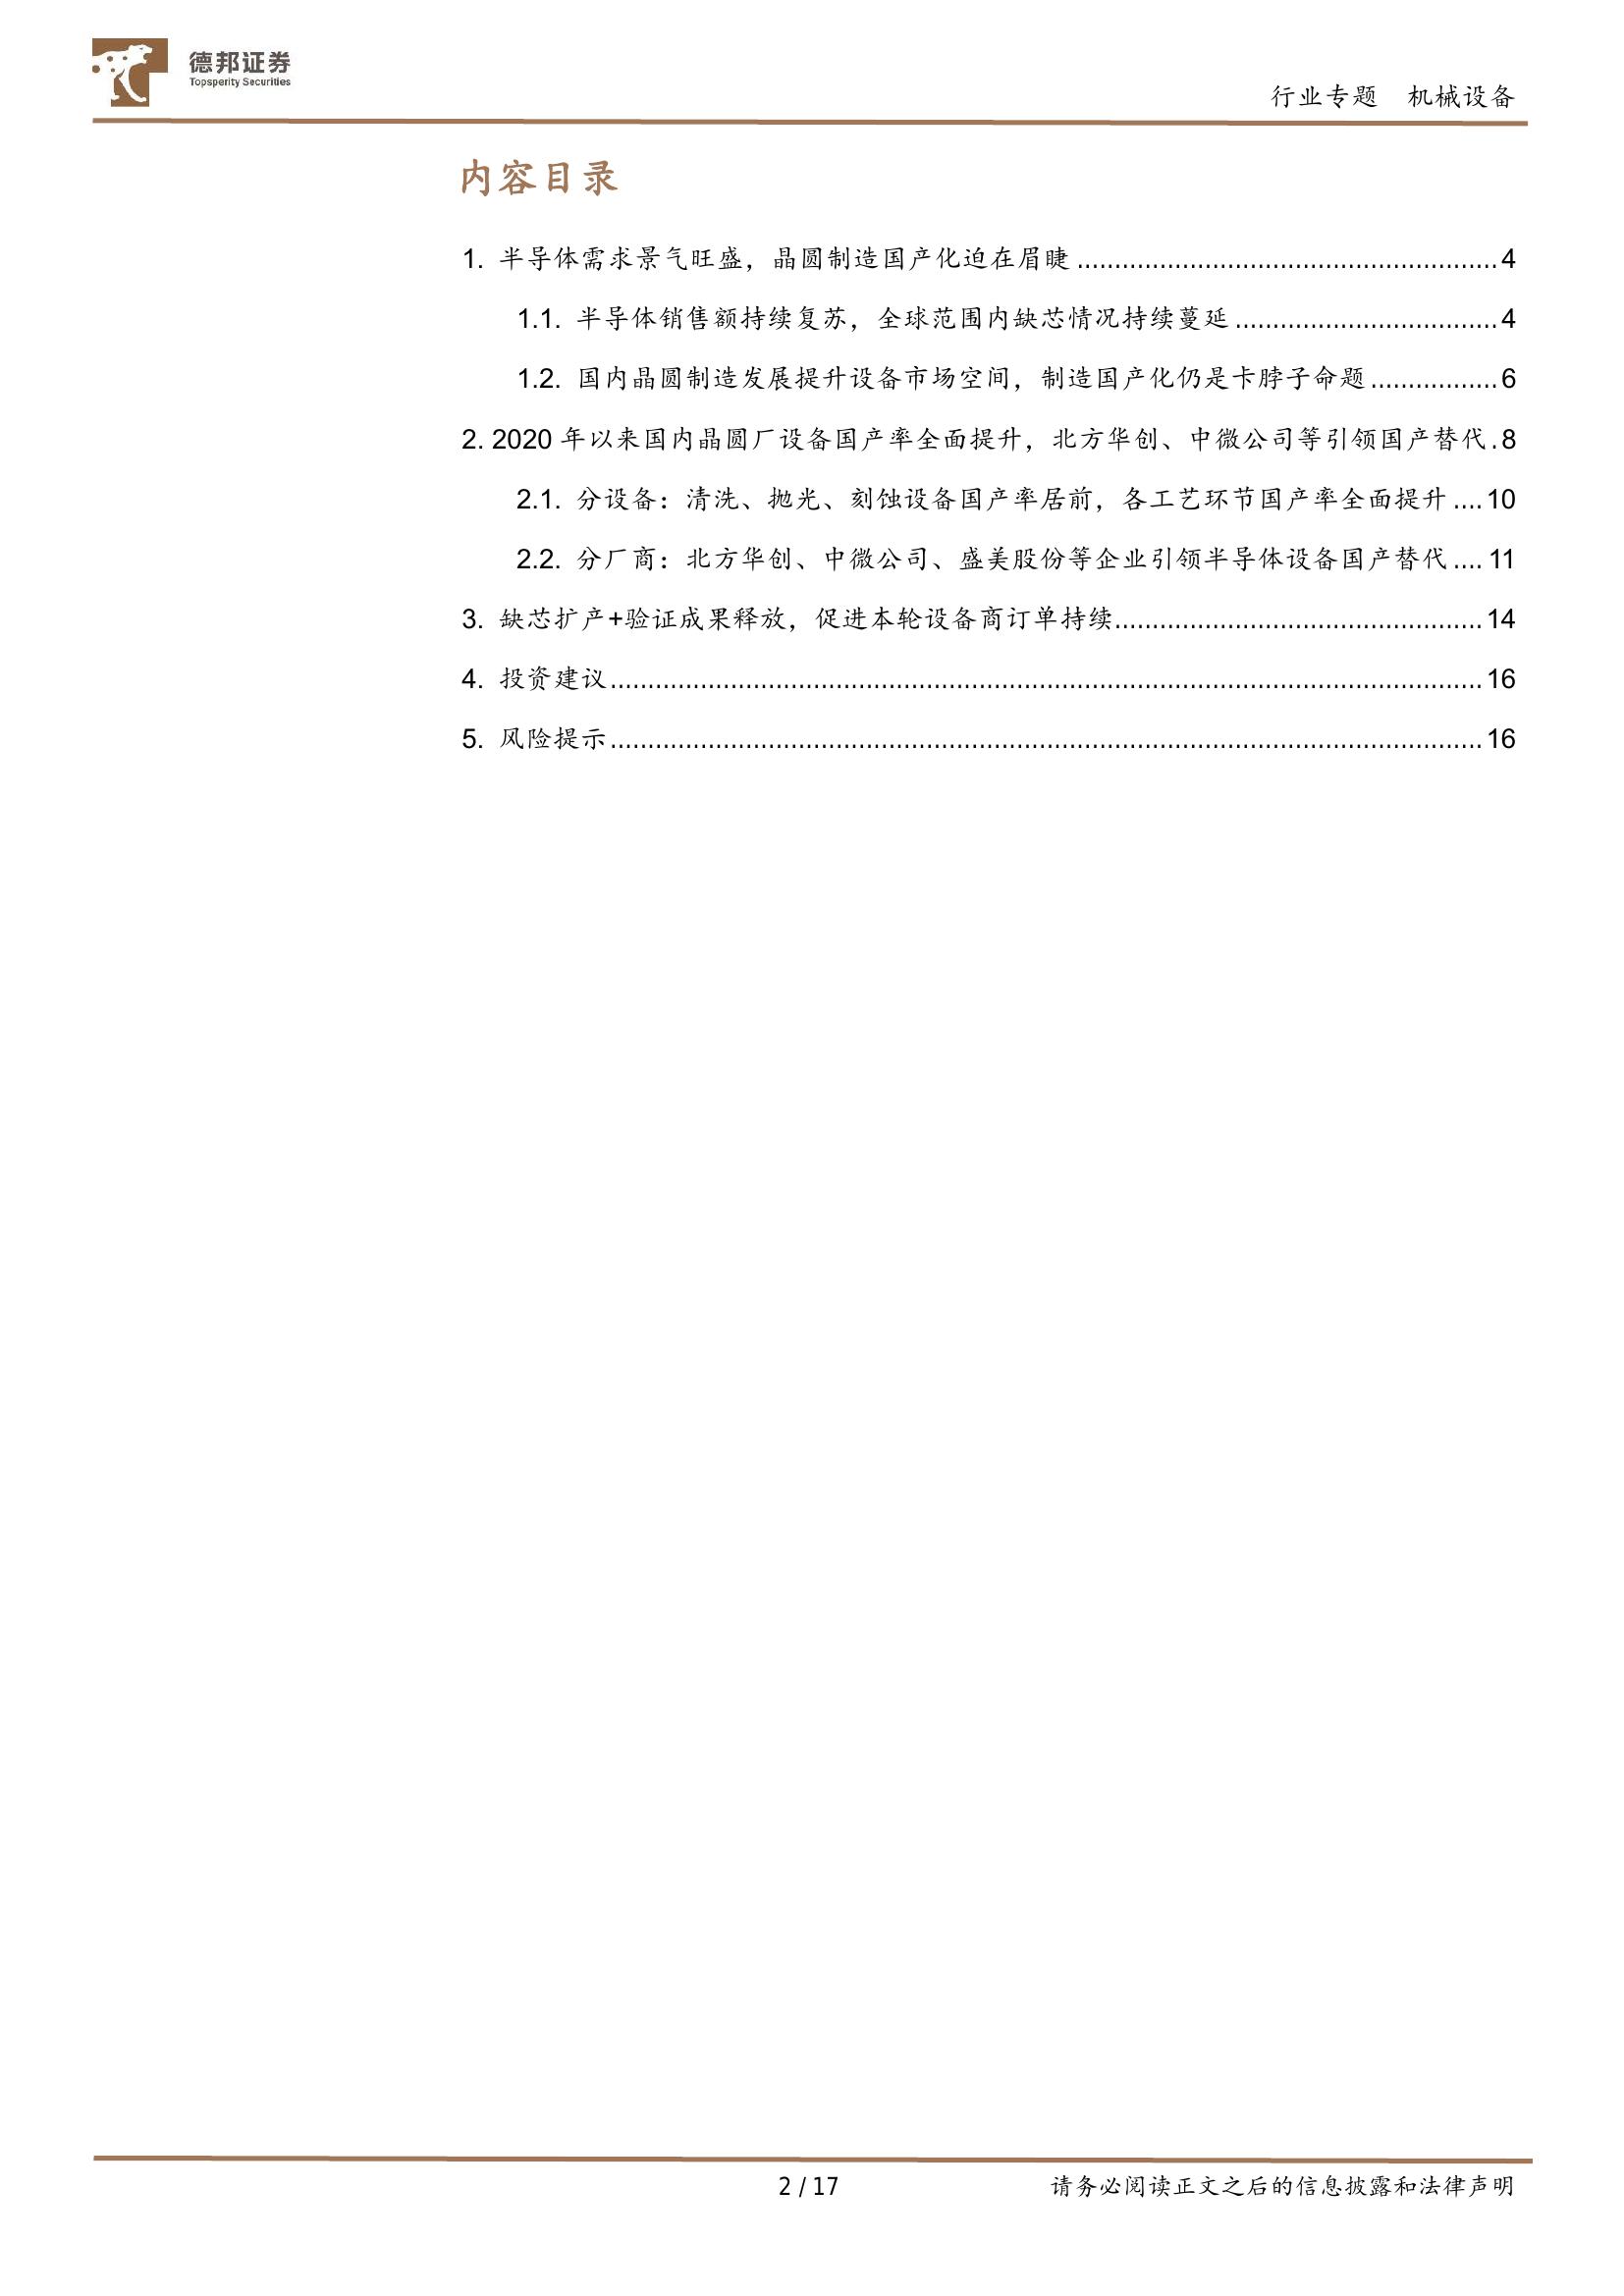 德邦证券
Topsperity Securities
行业专题 机械设备
内容目录
1. 半导体需求景气旺盛，晶圆制造国产化迫在眉睫........................................................4
1.1. 半导体销售额持续复苏，全球范围内缺芯情况持续蔓延...................................4
1.2. 国内晶圆制造发展提升设备市场空间，制造国产化仍是卡脖子命题.................6
2. 2020 年以来国内晶圆厂设备国产率全面提升，北方华创、中微公司等引领国产替代.8
2.1. 分设备：清洗、抛光、刻蚀设备国产率居前，各工艺环节国产率全面提升....10
2.2. 分厂商：北方华创、中微公司、盛美股份等企业引领半导体设备国产替代....11
3. 缺芯扩产+验证成果释放，促进本轮设备商订单持续.................................................14
4. 投资建议....................................................................................................................16
5. 风险提示....................................................................................................................16
2 / 17
请务必阅读正文之后的信息披露和法律声明